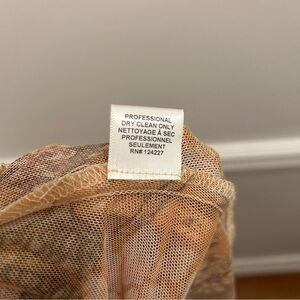 PROFESSIONAL
DRY CLEAN ONLY
NETTOYAGE À SEC
PROFESSIONNEL
SEULEMENT
RN# 124227